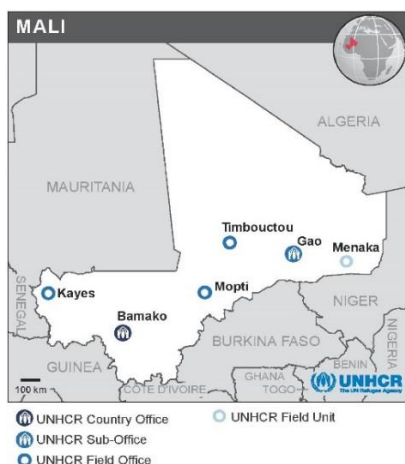 MALI
ALGERIA
MAURITANIA
Timbouctou
Gao
Menaka
Kayes
Mopti
Bamako
SENEGAL
NIGER
BURKINA FASO
GUINEA
BENIN
NIGERIA
GHANA
TOGO
CÔTE D'IVOIRE
100 km
UNHCR
The UN Refugee Agency
UNHCR Country Office
UNHCR Field Unit
UNHCR Sub-Office
UNHCR Field Office